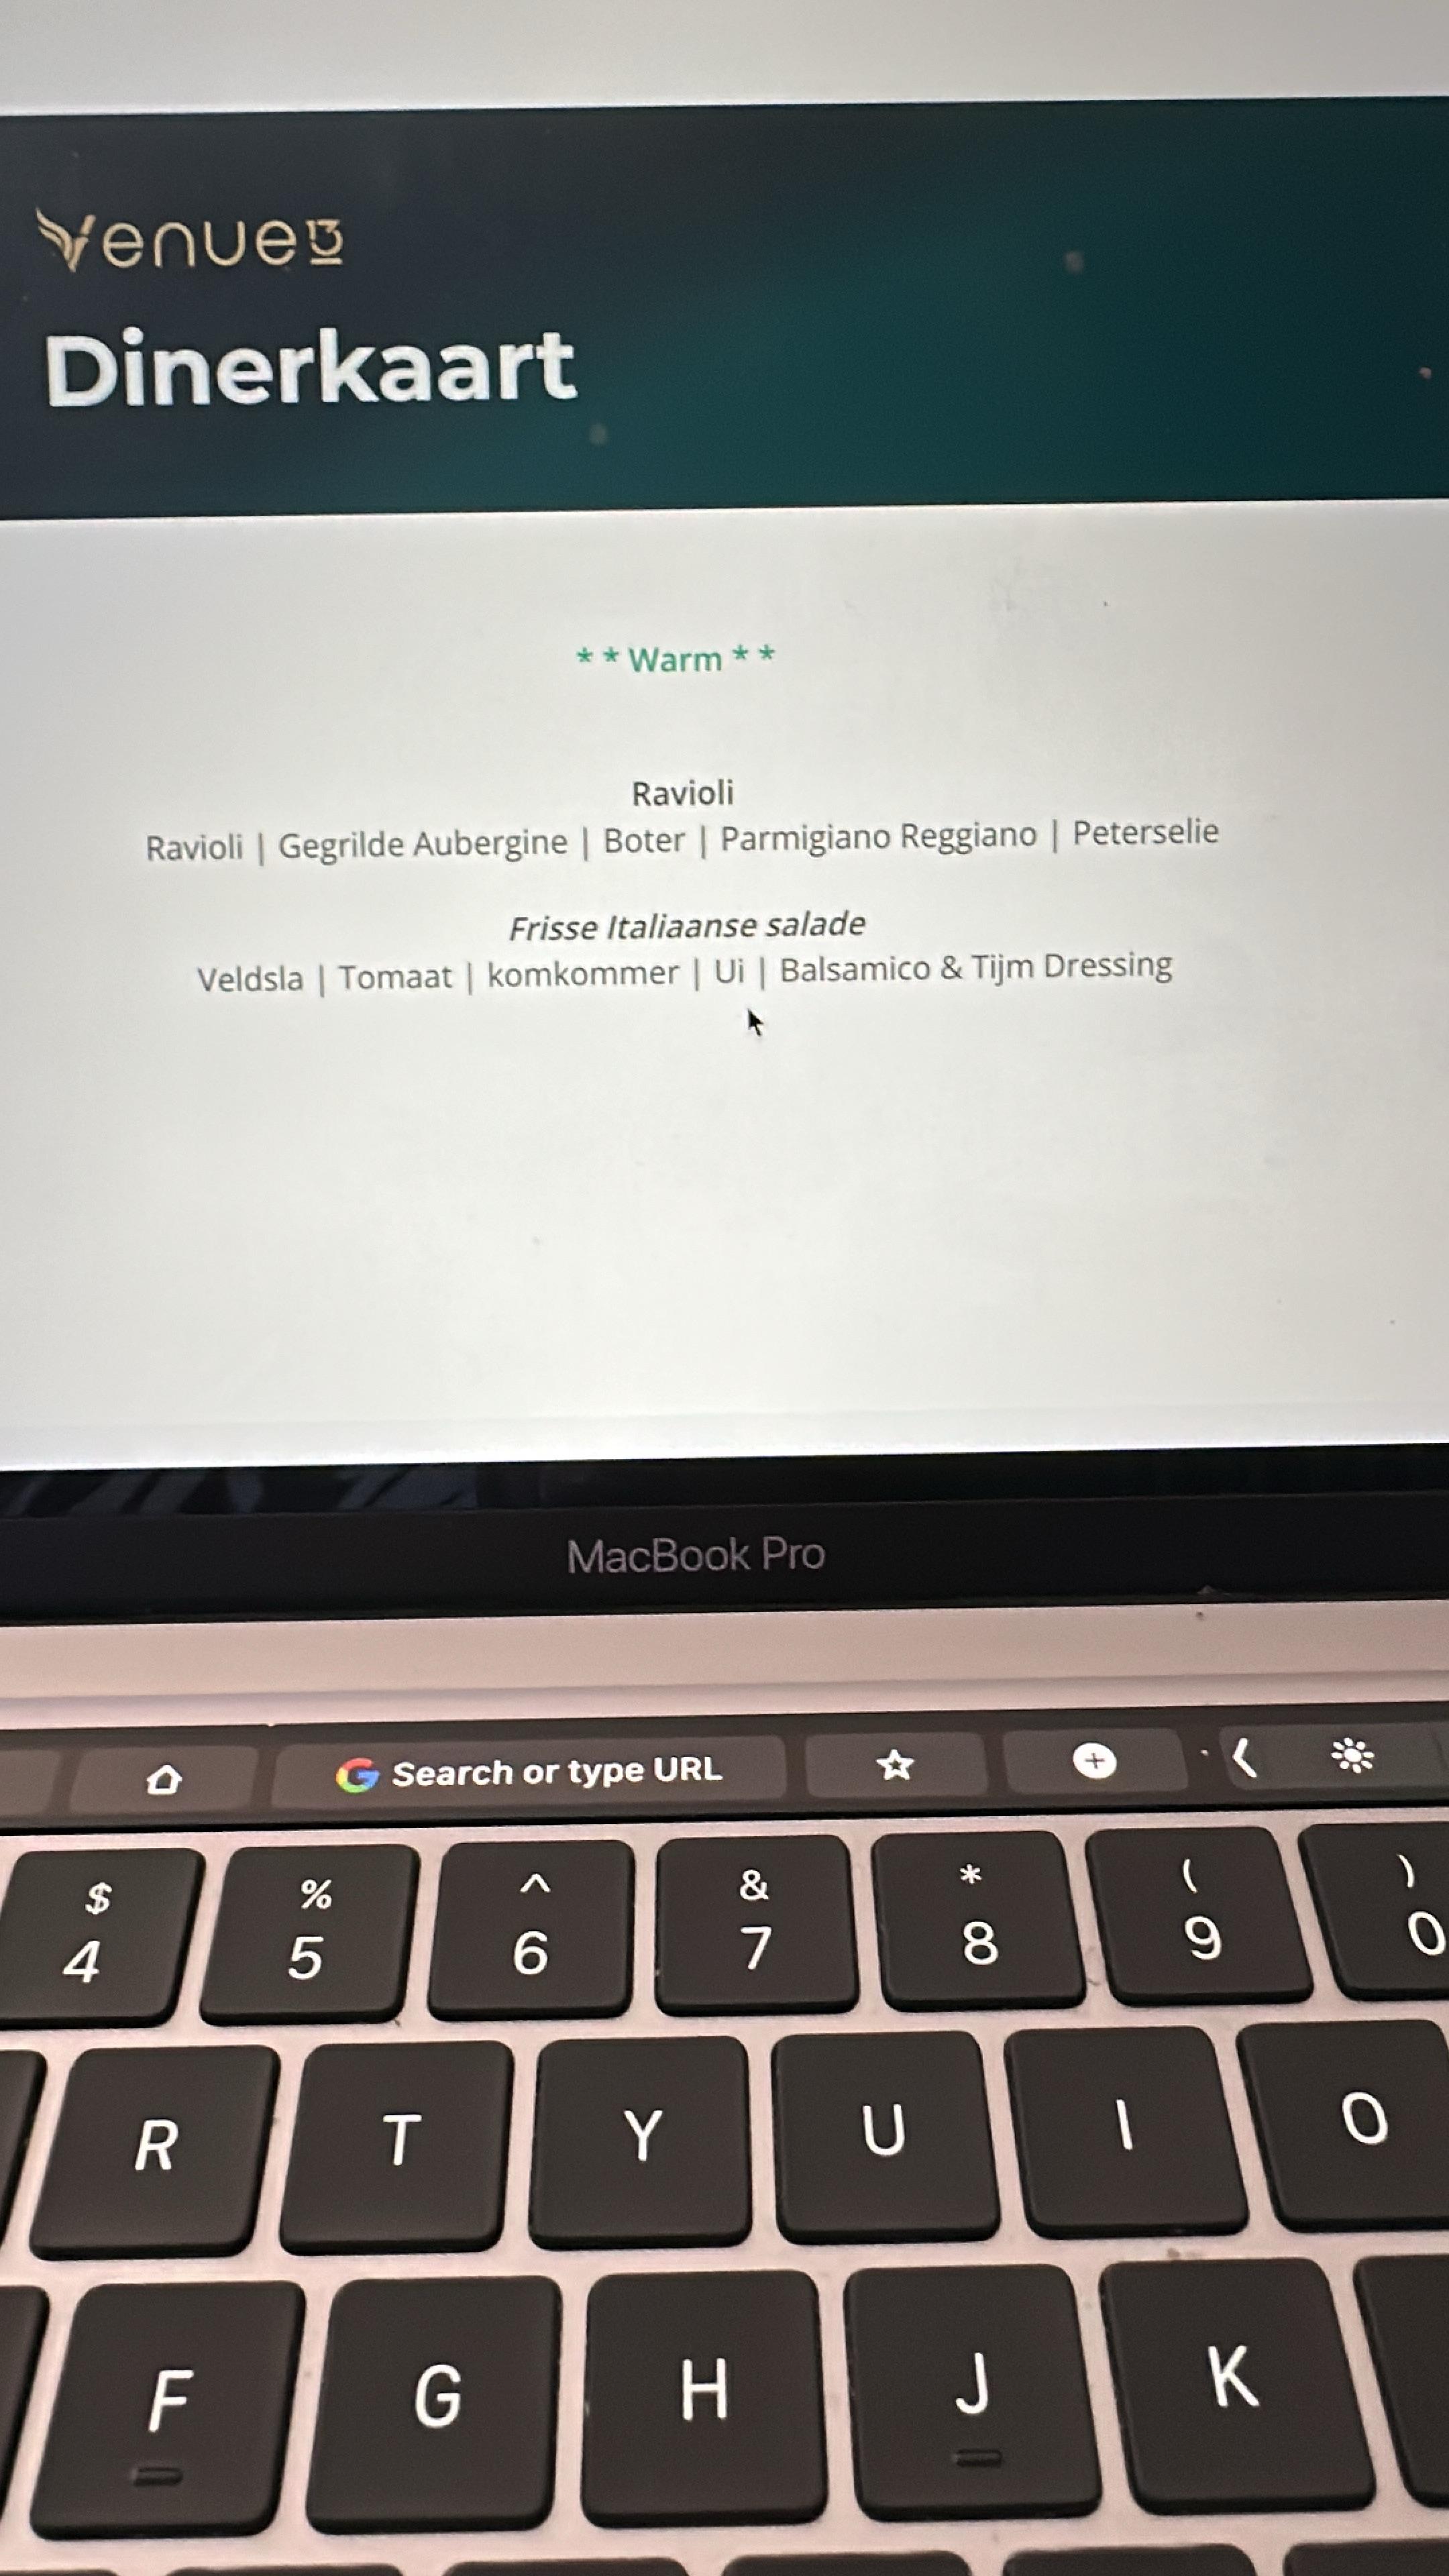 Venue13
Dinerkaart
* * Warm * *
Ravioli
Ravioli | Gegrilde Aubergine | Boter | Parmigiano Reggiano | Peterselie
Frisse Italiaanse salade
Veldsla | Tomaat | komkommer | Ui | Balsamico & Tijm Dressing
MacBook Pro
G Search or type URL
$ % ^ & * ( )
4 5 6 7 8 9 0
R T Y U I O
F G H J K